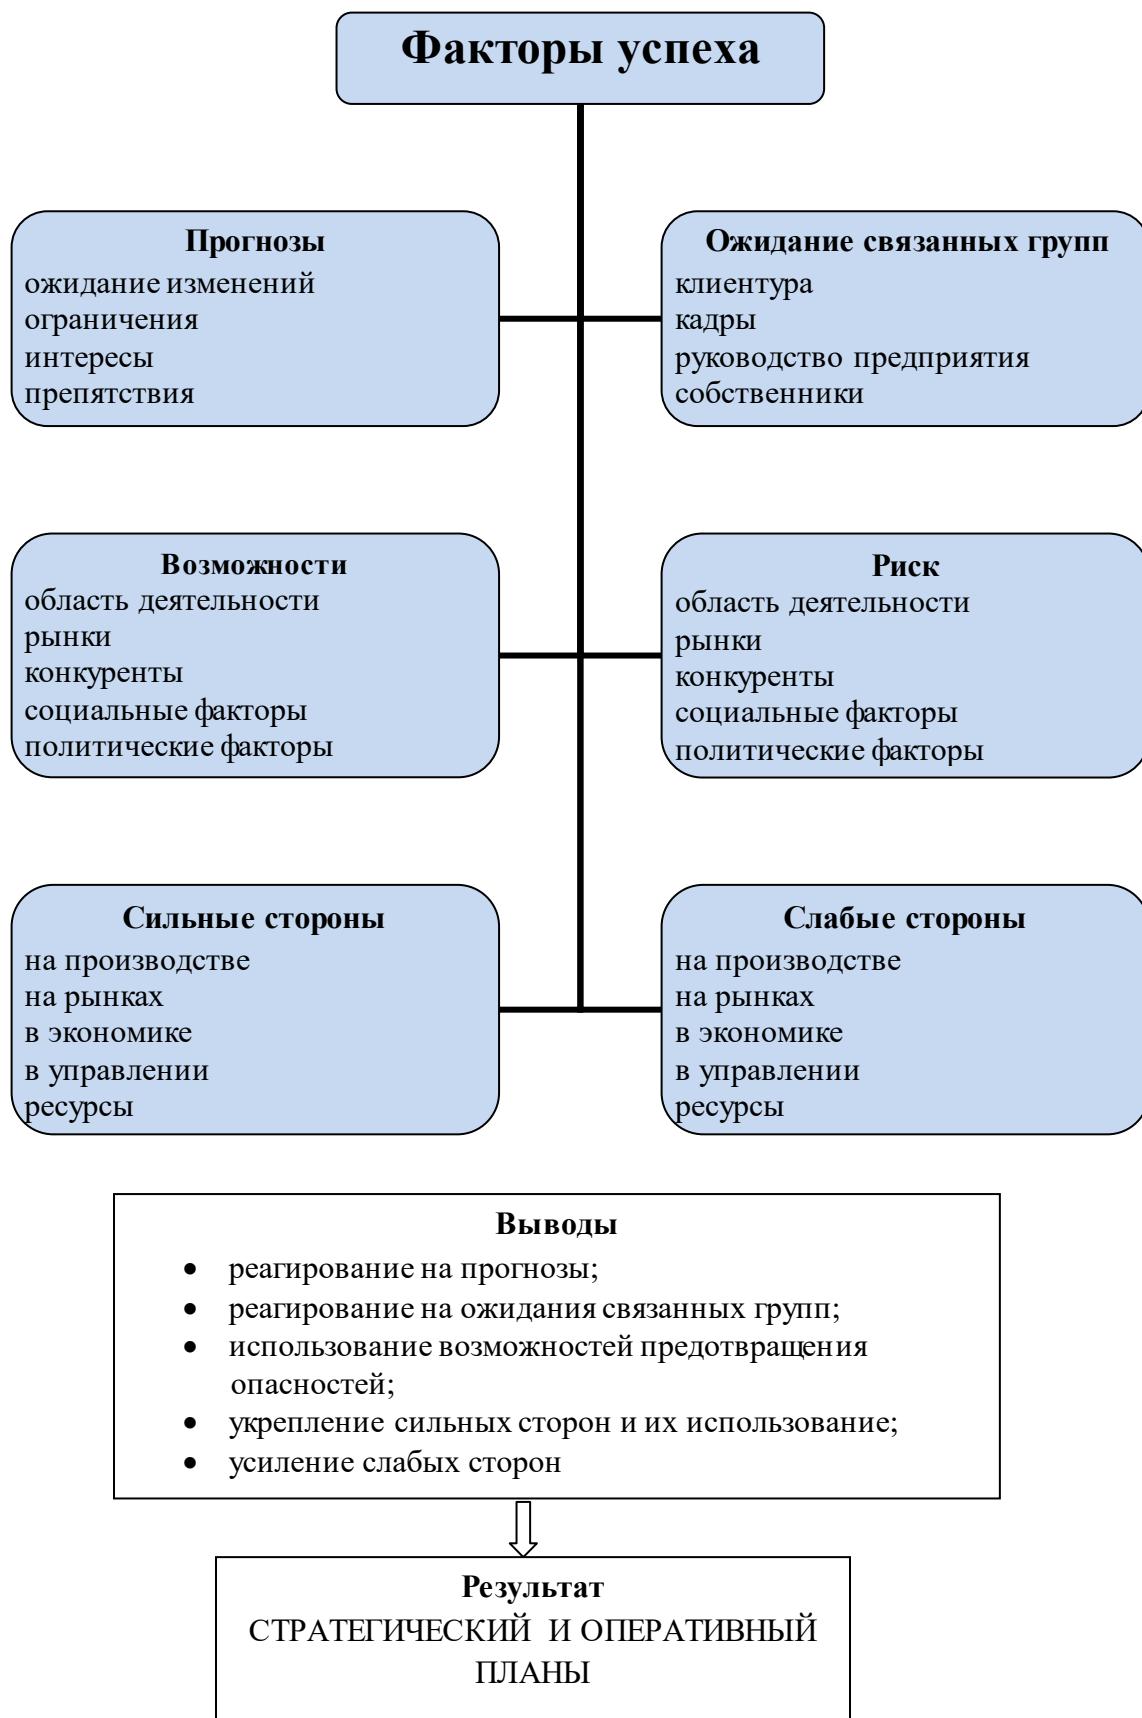 Факторы успеха
Прогнозы
ожидание изменений
ограничения
интересы
препятствия
Ожидание связанных групп
клиентура
кадры
руководство предприятия
собственники
Возможности
область деятельности
рынки
конкуренты
социальные факторы
политические факторы
Риск
область деятельности
рынки
конкуренты
социальные факторы
политические факторы
Сильные стороны
на производстве
на рынках
в экономике
в управлении
ресурсы
Слабые стороны
на производстве
на рынках
в экономике
в управлении
ресурсы
Выводы
• реагирование на прогнозы;
• реагирование на ожидания связанных групп;
• использование возможностей предотвращения
опасностей;
• укрепление сильных сторон и их использование;
• усиление слабых сторон
Результат
СТРАТЕГИЧЕСКИЙ И ОПЕРАТИВНЫЙ
ПЛАНЫ